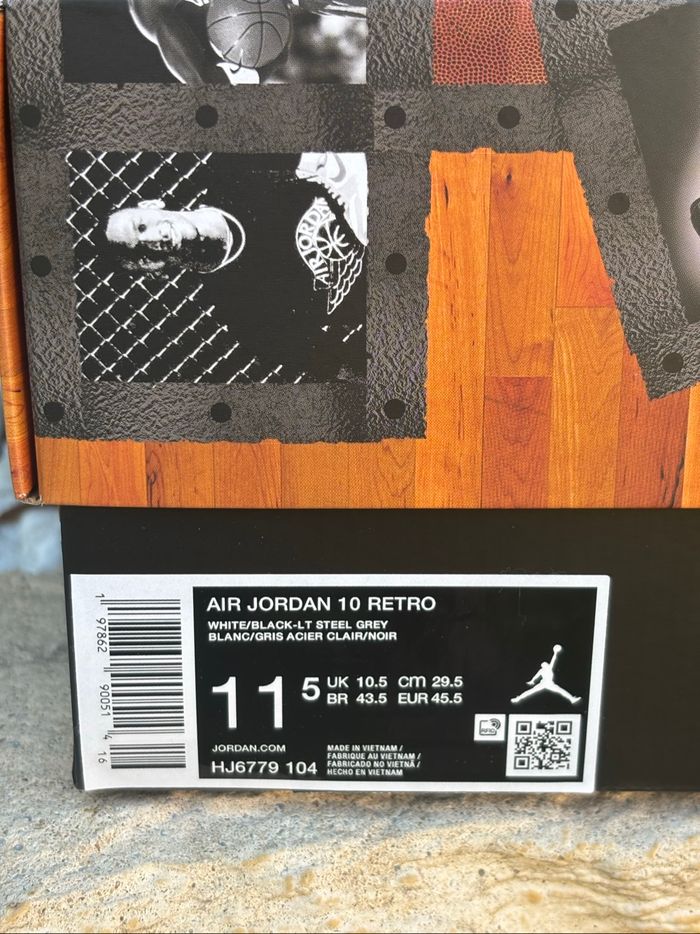 AIR JORDAN
AIR JORDAN 10 RETRO
WHITE/BLACK-LT STEEL GREY
BLANC/GRIS ACIER CLAIR/NOIR
11 5
UK 10.5 CM 29.5
BR 43.5 EUR 45.5
RFID
JORDAN.COM
HJ6779 104
MADE IN VIETNAM /
FABRIQUE AU VIETNAM /
FABRICADO NO VIETNÃ /
HECHO EN VIETNAM
1 97862 90051 4 16